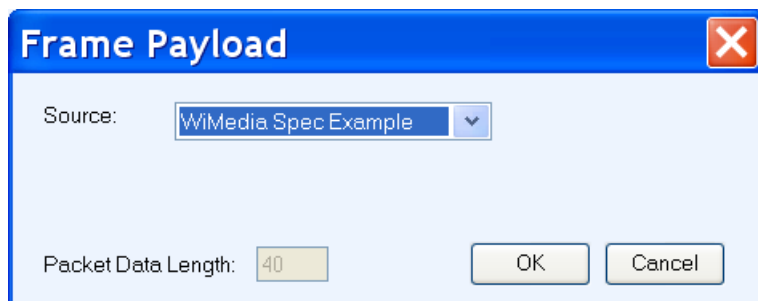 Frame Payload
Source: WiMedia Spec Example
Packet Data Length: 40 OK Cancel